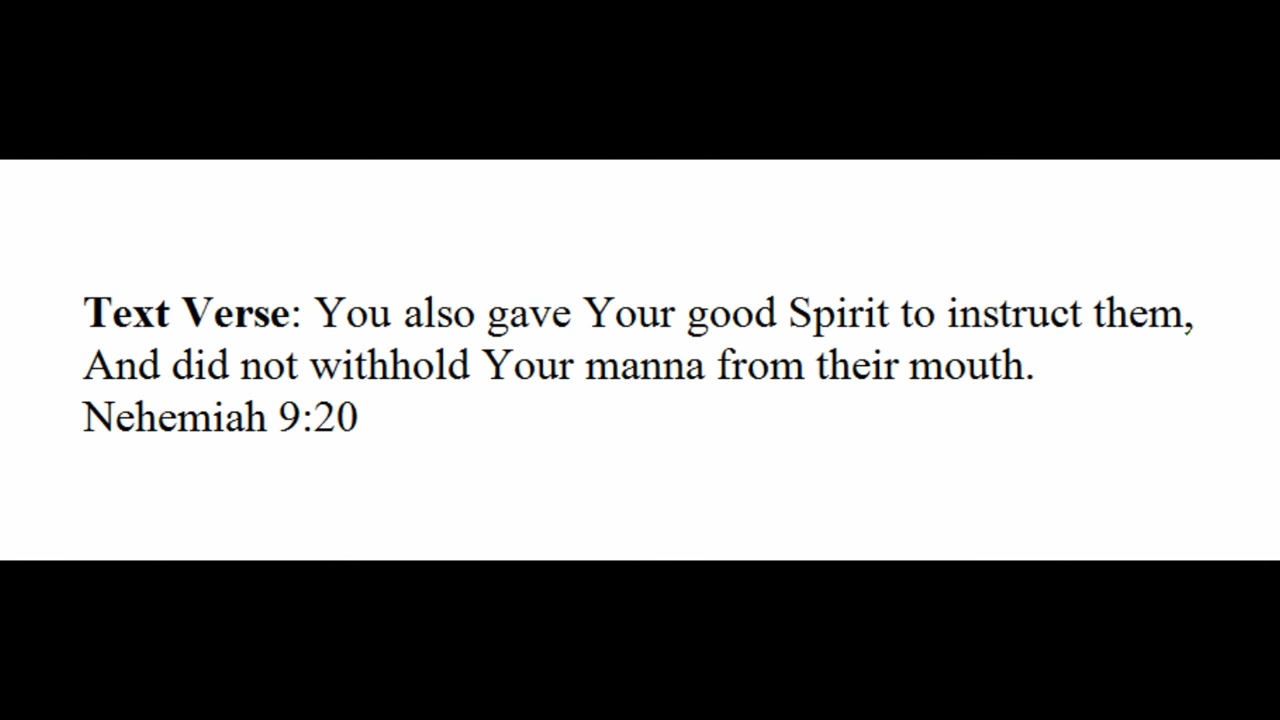 Text Verse: You also gave Your good Spirit to instruct them,
And did not withhold Your manna from their mouth.
Nehemiah 9:20